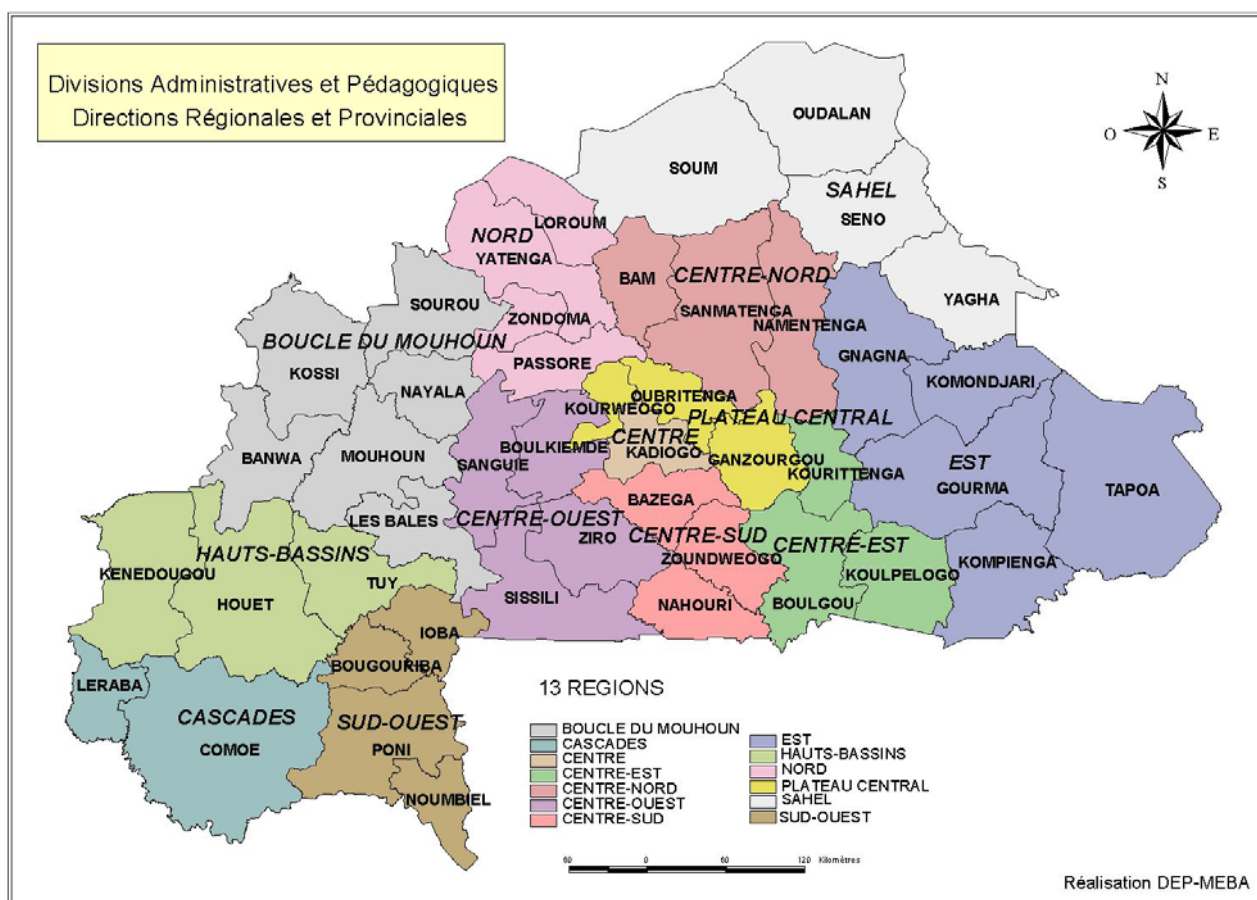 Divisions Administratives et Pédagogiques
Directions Régionales et Provinciales
N
O
E
S
OUDALAN
SOUM
SAHEL
SENO
YAGHA
LOROUM
NORD
YATENGA
ZONDOMA
PASSORE
BAM
CENTRE-NORD
SANMATENGA
NAMENTENGA
SOUROU
BOUCLE DU MOUHOUN
KOSSI
NAYALA
BANWA
MOUHOUN
LES BALES
GNAGNA
KOMONDJARI
EST
GOURMA
TAPOA
KOMPIENGA
OUBRITENGA
KOURWEOGO
PLATEAU CENTRAL
GANZOURGOU
CENTRE
KADIOGO
BOULKIEMDE
SANGUIE
CENTRE-OUEST
ZIRO
SISSILI
KOURITTENGA
CENTRE-EST
KOULPELOGO
BOULGOU
BAZEGA
CENTRE-SUD
ZOUNDWEOGO
NAHOURI
HAUTS-BASSINS
KENEDOUGOU
TUY
HOUET
LERABA
CASCADES
COMOE
IOBA
BOUGOURIBA
SUD-OUEST
PONI
NOUMBIEL
13 REGIONS
BOUCLE DU MOUHOUN
CASCADES
CENTRE
CENTRE-EST
CENTRE-NORD
CENTRE-OUEST
CENTRE-SUD
EST
HAUTS-BASSINS
NORD
PLATEAU CENTRAL
SAHEL
SUD-OUEST
60 0 60 120 Kilomètres
Réalisation DEP-MEBA